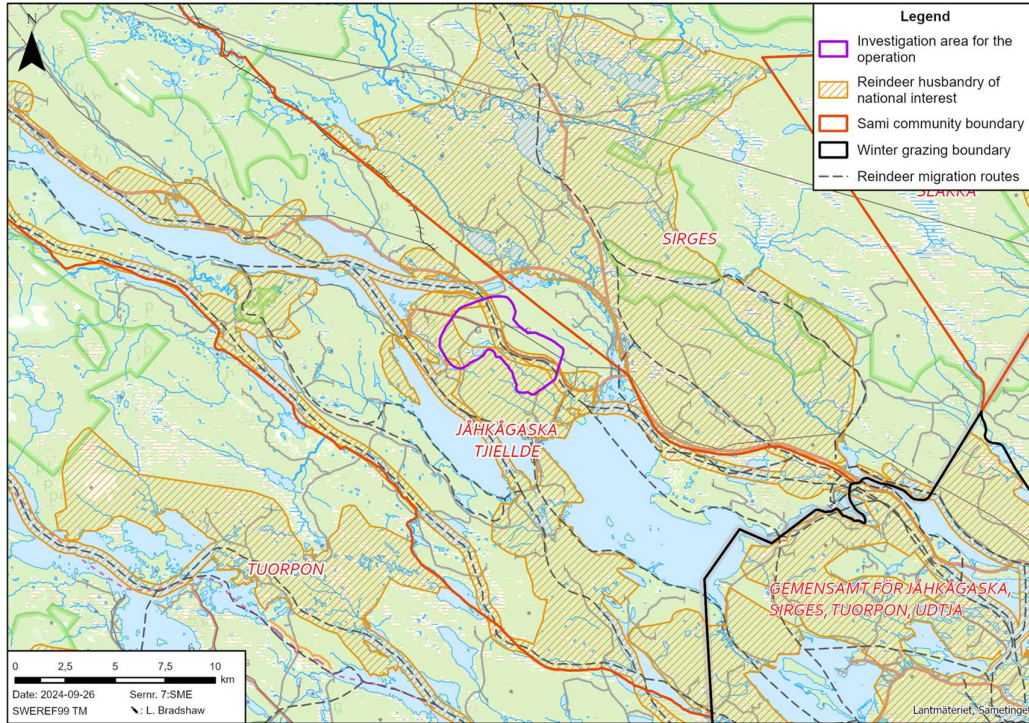 N
Legend
Investigation area for the
operation
Reindeer husbandry of
national interest
Sami community boundary
Winter grazing boundary
Reindeer migration routes
SIRGES
JÅHKÅGASKA
TJIELLDE
TUORPON
GEMENSAMT FÖR JÅHKÅGASKA,
SIRGES, TUORPON, UDTJA
0 2,5 5 7,5 10
km
Date: 2024-09-26 Sernr. 7:SME
SWEREF99 TM : L. Bradshaw
Lantmäteriet, Sametinget